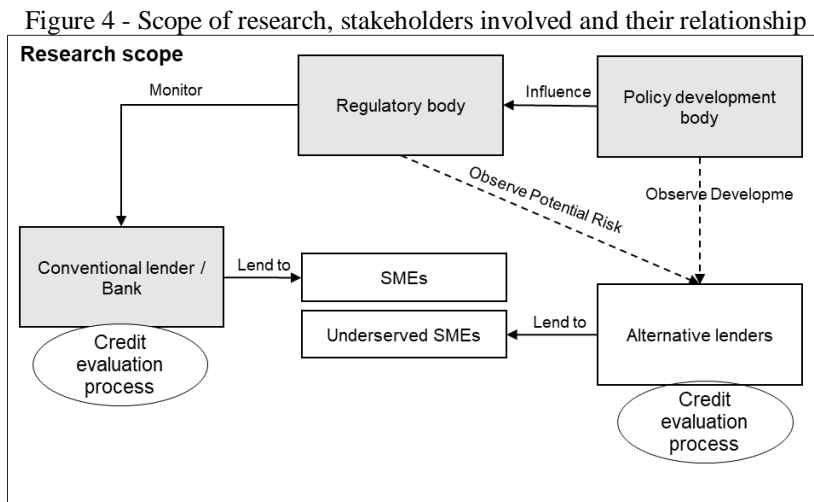 Figure 4 - Scope of research, stakeholders involved and their relationship
Research scope
Monitor
Regulatory body
Influence
Policy development
body
Observe Potential Risk
Observe Developme
Conventional lender /
Bank
Lend to
SMEs
Underserved SMEs
Lend to
Alternative lenders
Credit
evaluation
process
Credit
evaluation
process